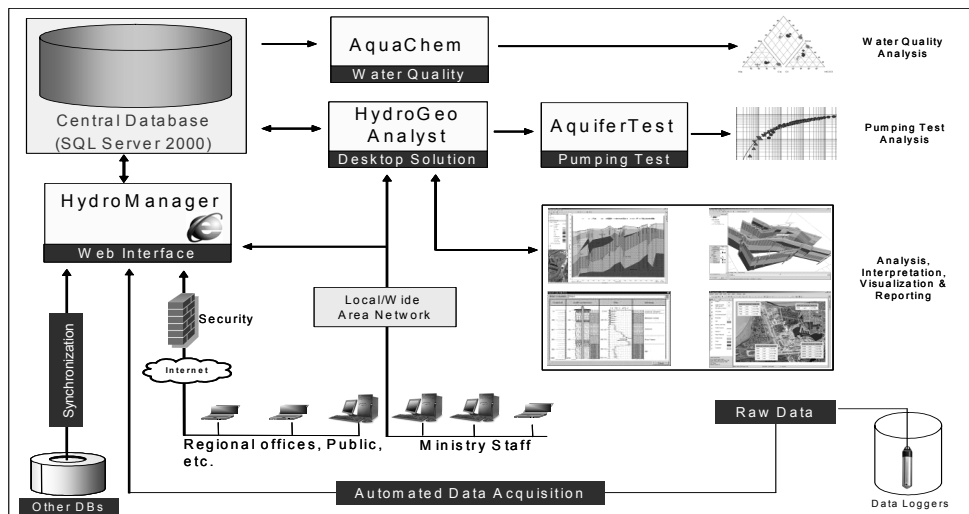 Central Database
(SQL Server 2000)
AquaChem
Water Quality
Water Quality
Analysis
HydroGeo
Analyst
Desktop Solution
AquiferTest
Pumping Test
Pumping Test
Analysis
HydroManager
Web Interface
Analysis,
Interpretation,
Visualization &
Reporting
Local/Wide
Area Network
Security
Internet
Synchronization
Regional offices, Public,
etc.
Ministry Staff
Raw Data
Automated Data Acquisition
Other DBs
Data Loggers